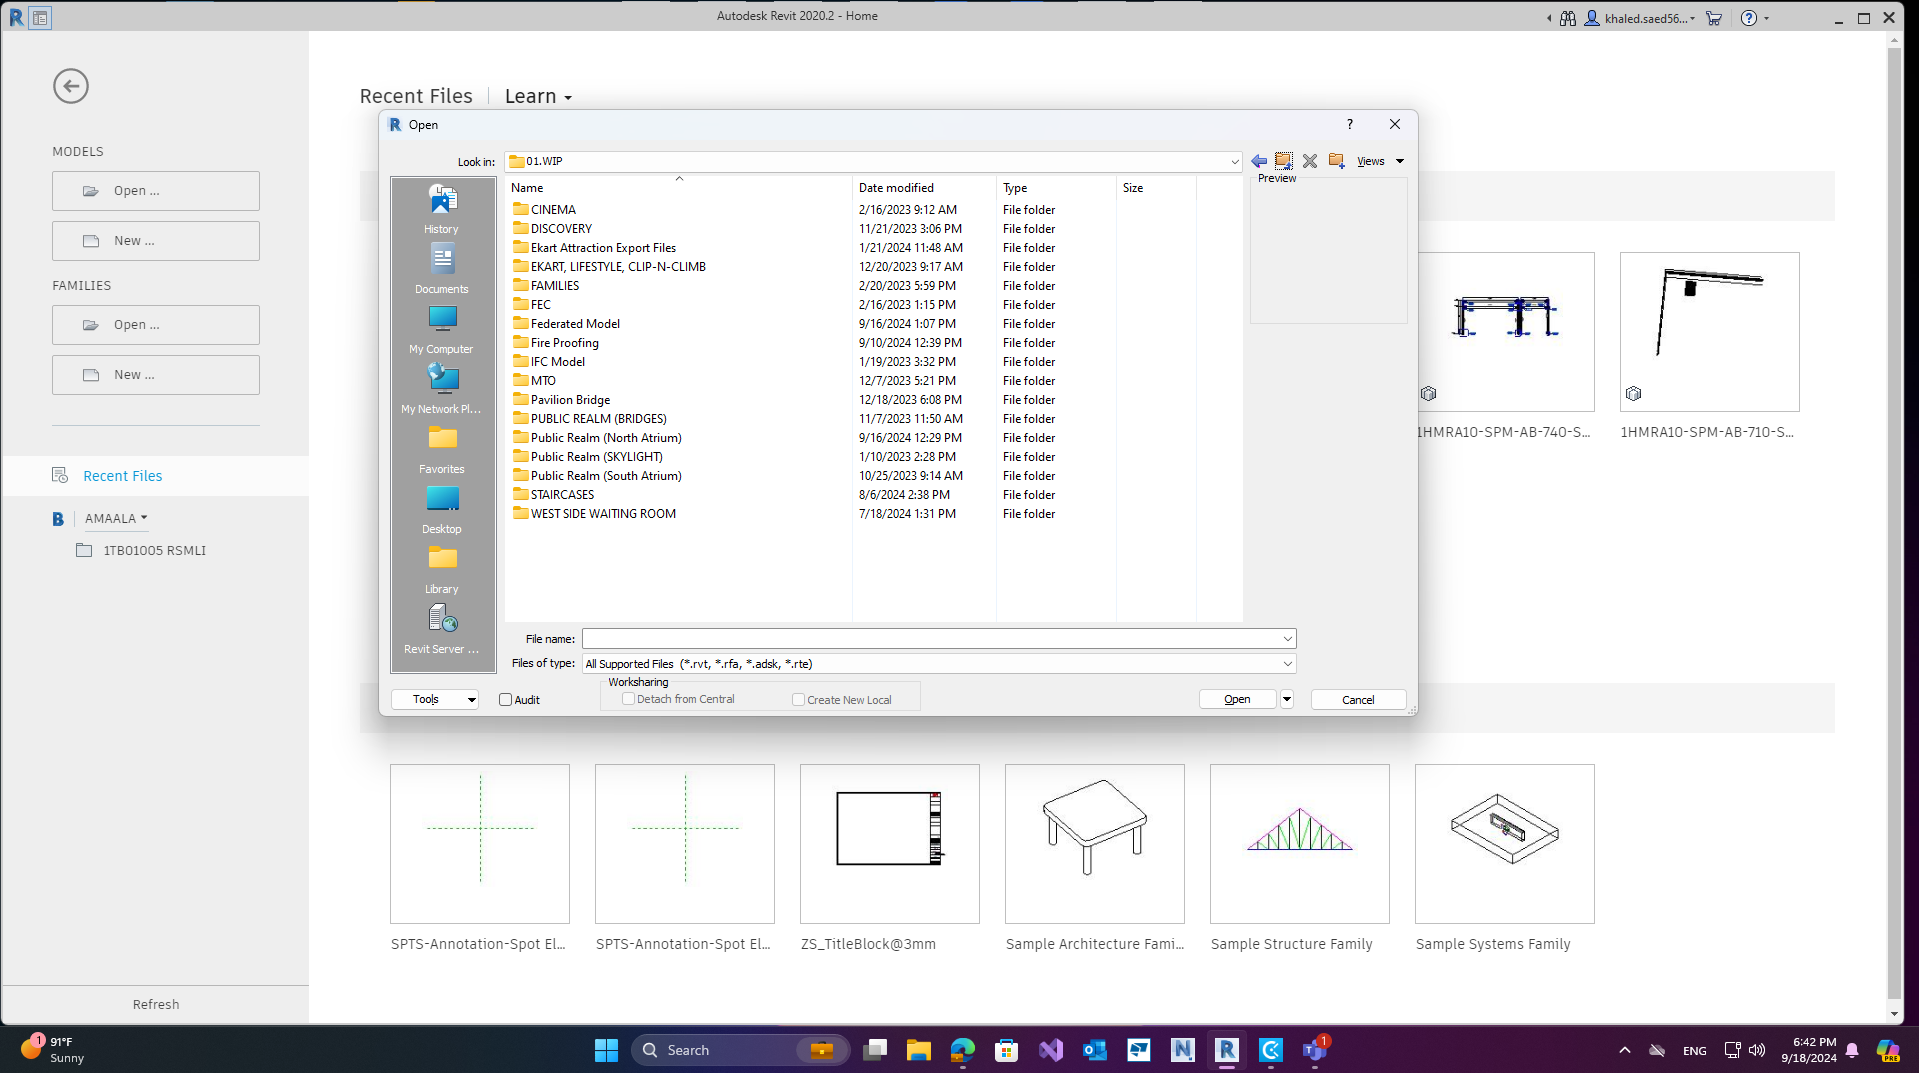 Autodesk Revit 2020.2 - Home
khaled.saed56...
Recent Files
Learn
MODELS
Open ...
New ...
FAMILIES
Open ...
New ...
Recent Files
AMAALA
1TB01005 RSMLI
Refresh
Open
Look in:
01.WIP
Views
Preview
History
Documents
My Computer
My Network Pl...
Favorites
Desktop
Library
Revit Server ...
Name Date modified Type Size
CINEMA 2/16/2023 9:12 AM File folder
DISCOVERY 11/21/2023 3:06 PM File folder
Ekart Attraction Export Files 1/21/2024 11:48 AM File folder
EKART, LIFESTYLE, CLIP-N-CLIMB 12/20/2023 9:17 AM File folder
FAMILIES 2/20/2023 5:59 PM File folder
FEC 2/16/2023 1:15 PM File folder
Federated Model 9/16/2024 1:07 PM File folder
Fire Proofing 9/10/2024 12:39 PM File folder
IFC Model 1/19/2023 3:32 PM File folder
MTO 12/7/2023 5:21 PM File folder
Pavilion Bridge 12/18/2023 6:08 PM File folder
PUBLIC REALM (BRIDGES) 11/7/2023 11:50 AM File folder
Public Realm (North Atrium) 9/16/2024 12:29 PM File folder
Public Realm (SKYLIGHT) 1/10/2023 2:28 PM File folder
Public Realm (South Atrium) 10/25/2023 9:14 AM File folder
STAIRCASES 8/6/2024 2:38 PM File folder
WEST SIDE WAITING ROOM 7/18/2024 1:31 PM File folder
File name:
Files of type: All Supported Files (*.rvt, *.rfa, *.adsk, *.rte)
Worksharing
Tools
Audit
Detach from Central
Create New Local
Open
Cancel
1HMRA10-SPM-AB-740-S...
1HMRA10-SPM-AB-710-S...
SPTS-Annotation-Spot El...
SPTS-Annotation-Spot El...
ZS_TitleBlock@3mm
Sample Architecture Fami...
Sample Structure Family
Sample Systems Family
1
91°F
Sunny
Search
1
ENG
6:42 PM
9/18/2024
PRE